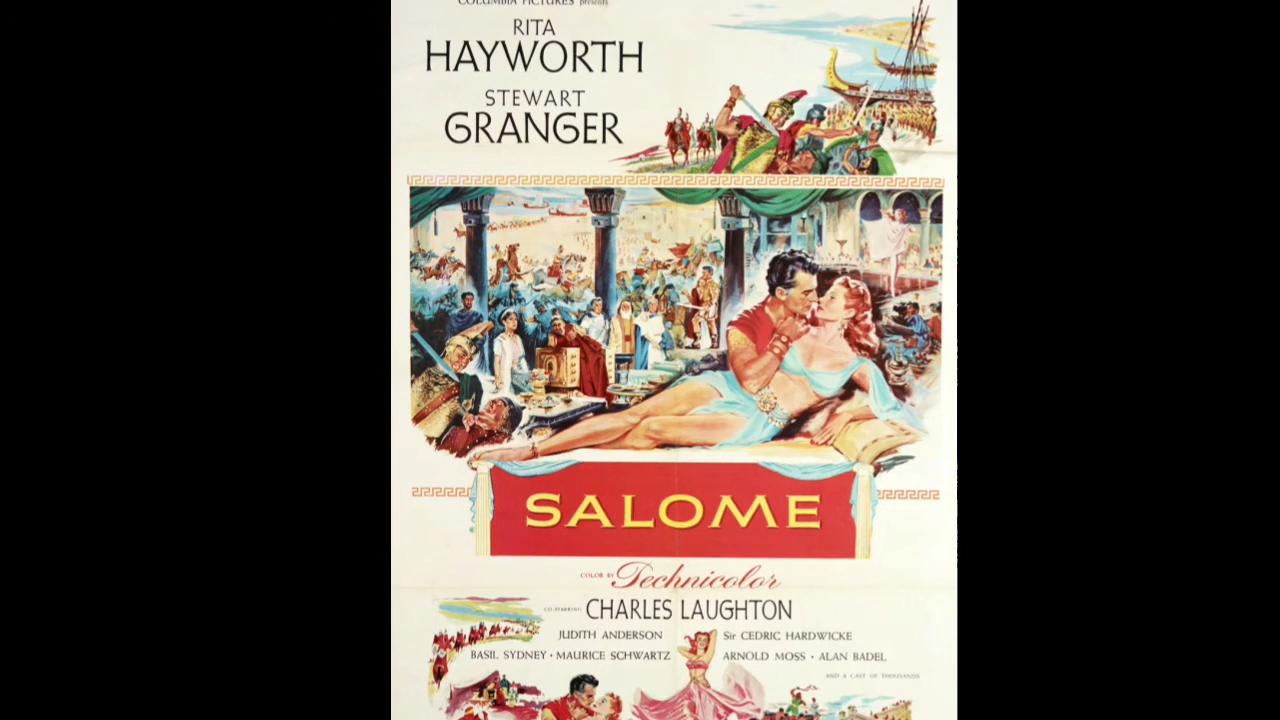 COLUMBIA PICTURES presents
RITA
HAYWORTH
STEWART
GRANGER
SALOME
COLOR BY Technicolor
CO-STARRING CHARLES LAUGHTON
JUDITH ANDERSON Sir CEDRIC HARDWICKE
BASIL SYDNEY • MAURICE SCHWARTZ ARNOLD MOSS • ALAN BADEL
AND A CAST OF THOUSANDS